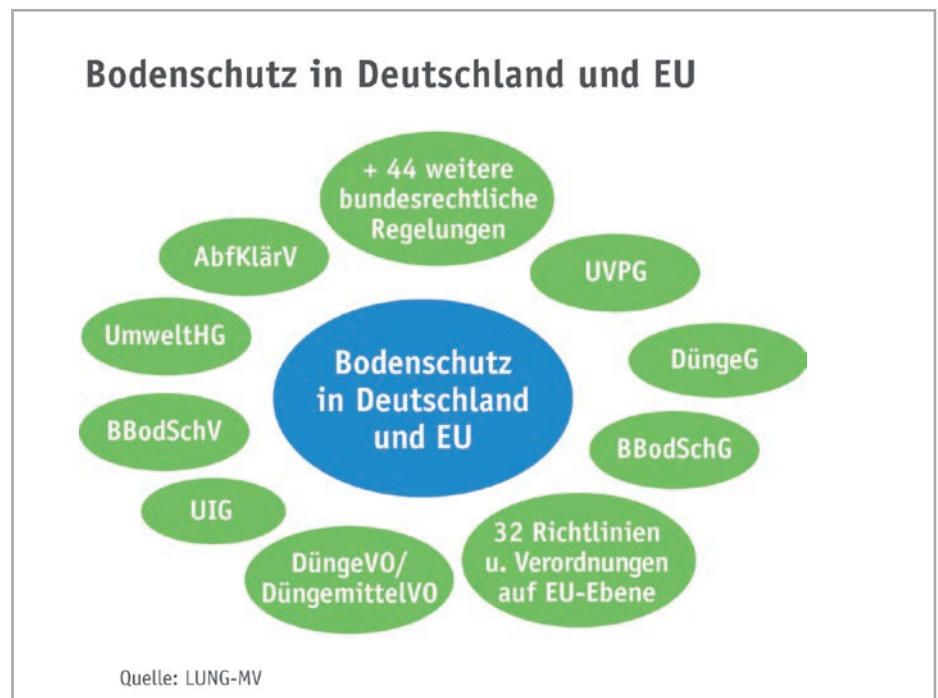 Bodenschutz in Deutschland und EU
+ 44 weitere
bundesrechtliche
Regelungen
AbfKlärV
UVPG
UmweltHG
DüngeG
Bodenschutz
in Deutschland
und EU
BBodSchV
BBodSchG
UIG
32 Richtlinien
u. Verordnungen
auf EU-Ebene
DüngeVO/
DüngemittelVO
Quelle: LUNG-MV